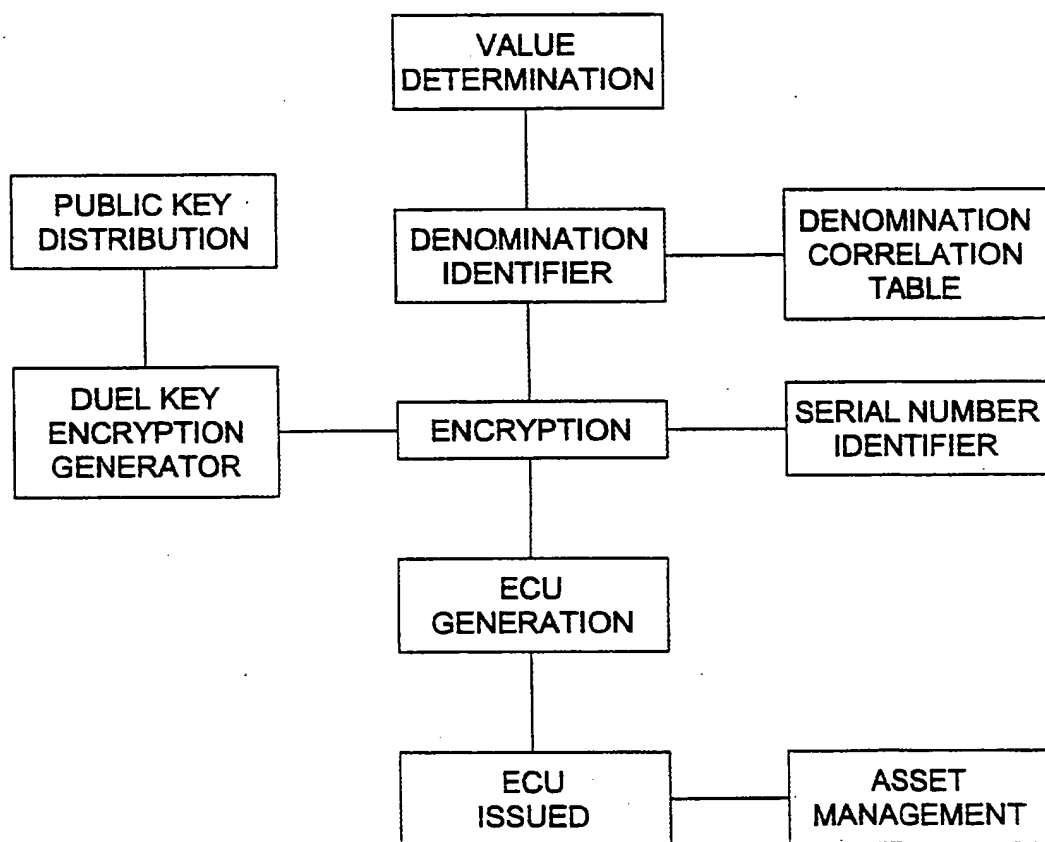 VALUE
DETERMINATION
PUBLIC KEY
DISTRIBUTION
DENOMINATION
IDENTIFIER
DENOMINATION
CORRELATION
TABLE
DUEL KEY
ENCRYPTION
GENERATOR
ENCRYPTION
SERIAL NUMBER
IDENTIFIER
ECU
GENERATION
ECU
ISSUED
ASSET
MANAGEMENT